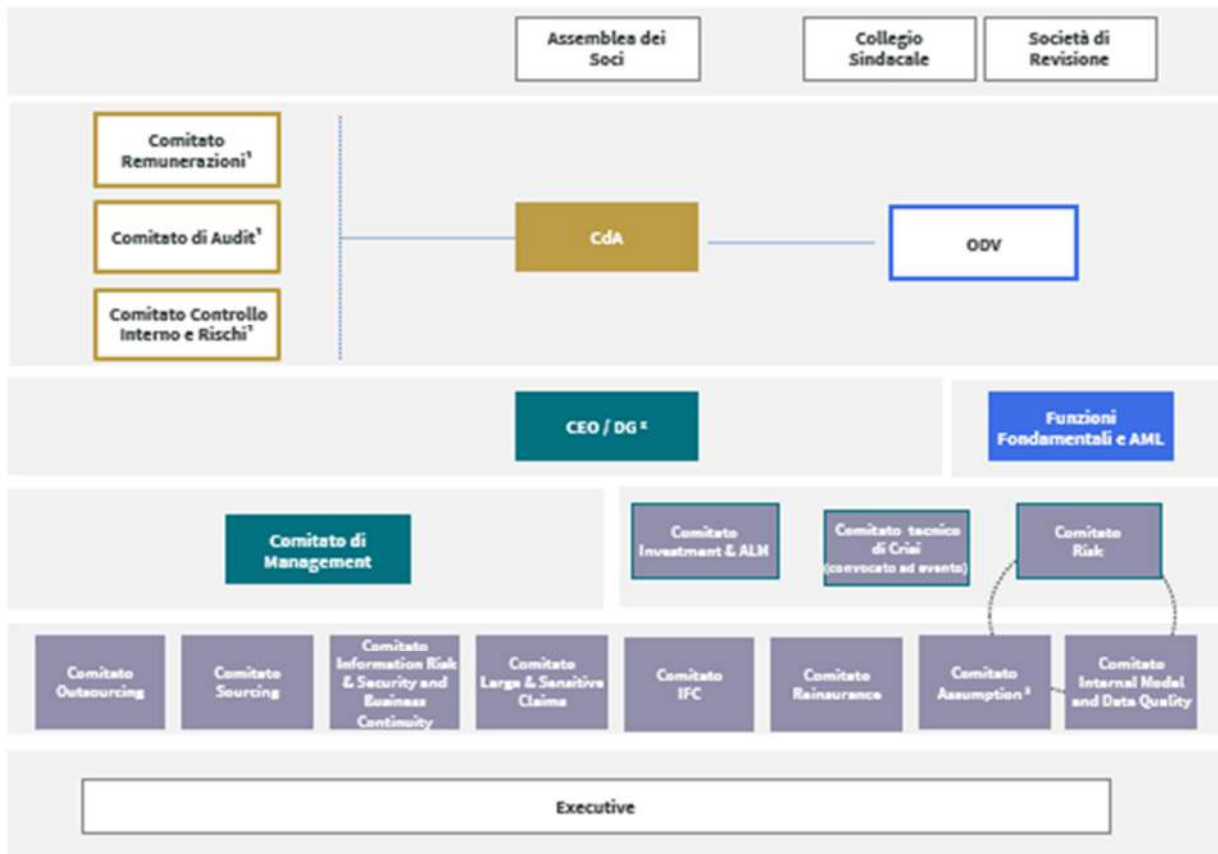 Assemblea dei
Soci
Collegio
Sindacale
Società di
Revisione
Comitato
Remunerazioni¹
Comitato di Audit¹
Comitato Controllo
Interno e Rischi¹
CdA
ODV
CEO / DG ²
Funzioni
Fondamentali e AML
Comitato di
Management
Comitato
Investment & ALM
Comitato tecnico
di Crisi
(convocato ad evento)
Comitato
Risk
Comitato
Outsourcing
Comitato
Sourcing
Comitato
Information Risk
& Security and
Business
Continuity
Comitato
Large & Sensitive
Claims
Comitato
IFC
Comitato
Reinsurance
Comitato
Assumption
Comitato
Internal Model
and Data Quality
Executive